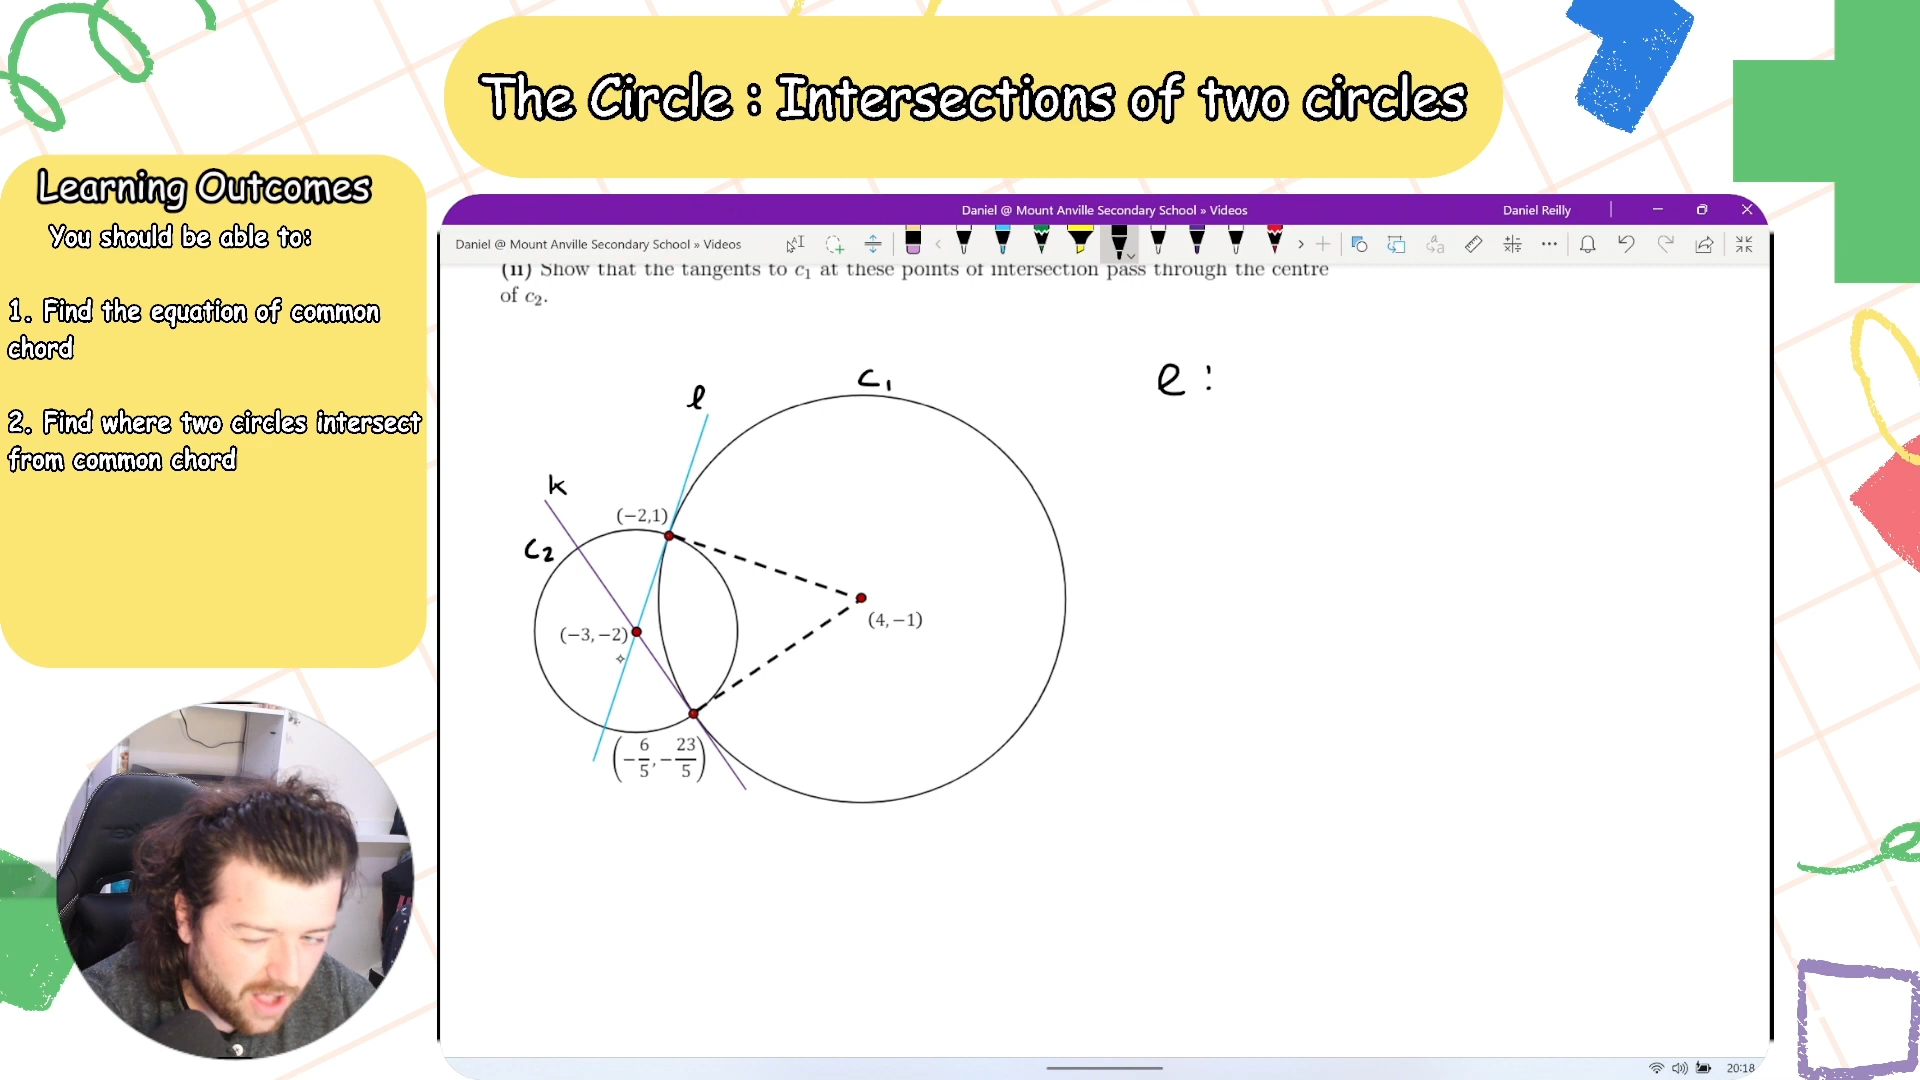 The Circle : Intersections of two circles
Learning Outcomes
You should be able to:
1. Find the equation of common
chord
2. Find where two circles intersect
from common chord
Daniel @ Mount Anville Secondary School » Videos
Daniel Reilly
Daniel @ Mount Anville Secondary School » Videos
(ii) Show that the tangents to c₁ at these points of intersection pass through the centre
of c₂.
l :
C₁
l
k
(−2,1)
C₂
(4,−1)
(−3,−2)
(−6/5,−23/5)
20:18